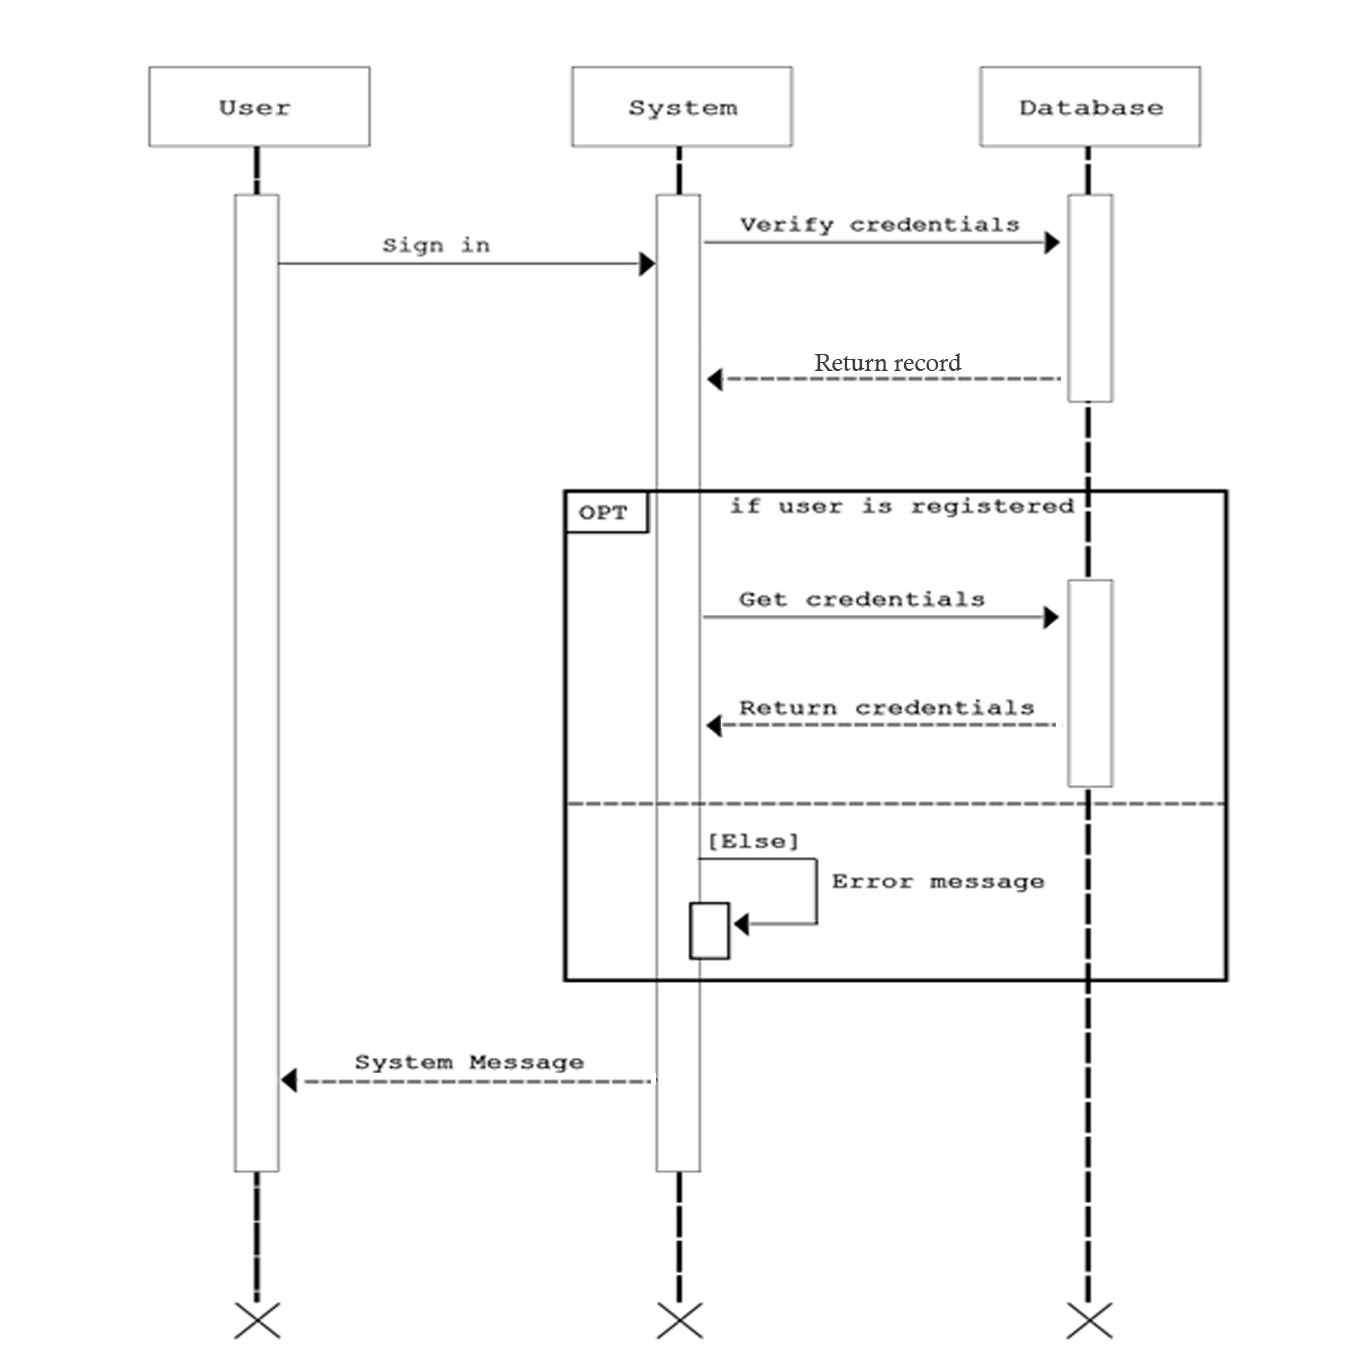 User
System
Database
Verify credentials
Sign in
Return record
OPT
if user is registered
Get credentials
Return credentials
[Else]
Error message
System Message